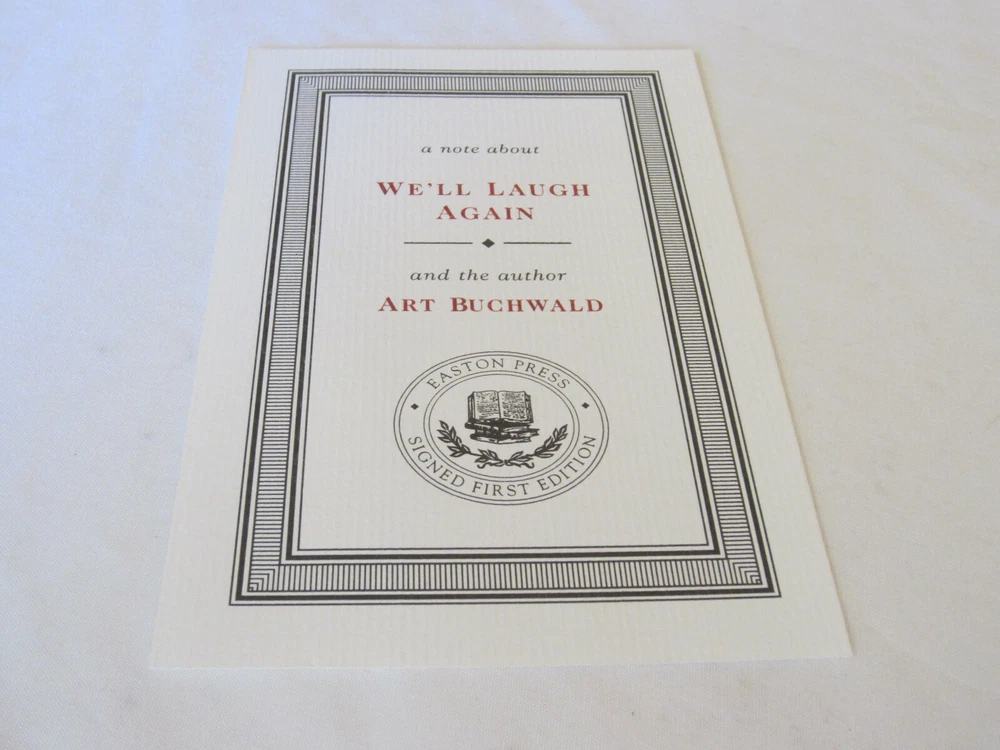 a note about
WE'LL LAUGH
AGAIN
and the author
ART BUCHWALD
EASTON PRESS
SIGNED FIRST EDITION